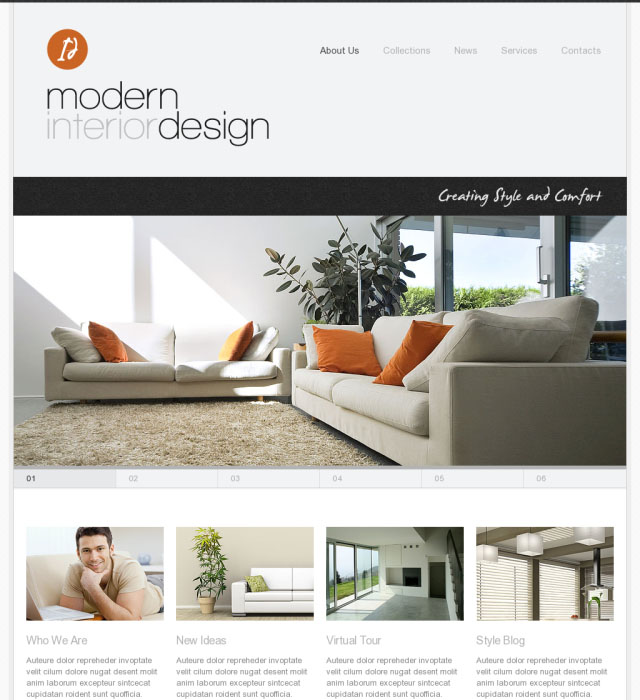 About Us Collections News Services Contacts
modern
interiordesign
Creating Style and Comfort
01 02 03 04 05 06
Who We Are New Ideas Virtual Tour Style Blog
Auteure dolor repreheder invoptate Auteure dolor repreheder invoptate Auteure dolor repreheder invoptate Auteure dolor repreheder invoptate
velit cilum dolore nugat desent molit velit cilum dolore nugat desent molit velit cilum dolore nugat desent molit velit cilum dolore nugat desent molit
anim laborum excepteur sintcecat anim laborum excepteur sintcecat anim laborum excepteur sintcecat anim laborum excepteur sintcecat
cupidatan roident sunt quofficia. cupidatan roident sunt quofficia. cupidatan roident sunt quofficia. cupidatan roident sunt quofficia.